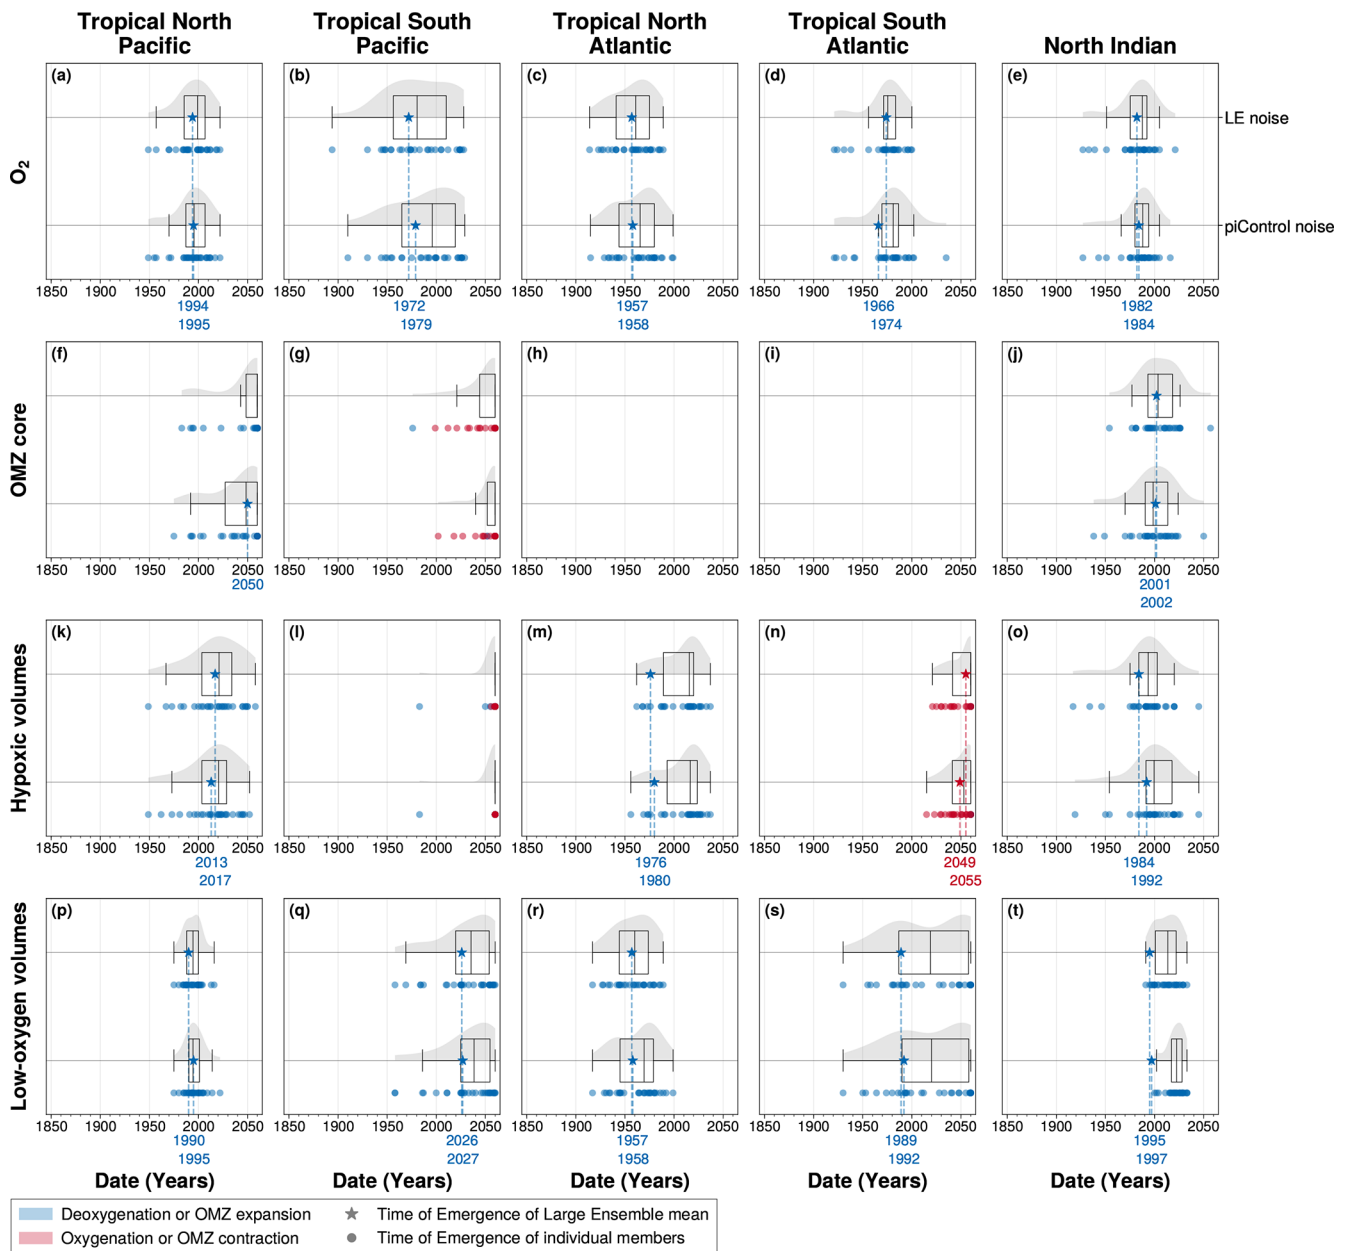 Tropical North
Pacific
Tropical South
Pacific
Tropical North
Atlantic
Tropical South
Atlantic
North Indian
O2
(a)
(b)
(c)
(d)
(e)
LE noise
piControl noise
1850 1900 1950 2000 2050
1850 1900 1950 2000 2050
1850 1900 1950 2000 2050
1850 1900 1950 2000 2050
1850 1900 1950 2000 2050
1994
1995
1972
1979
1957
1958
1966
1974
1982
1984
OMZ core
(f)
(g)
(h)
(i)
(j)
1850 1900 1950 2000 2050
1850 1900 1950 2000 2050
1850 1900 1950 2000 2050
1850 1900 1950 2000 2050
1850 1900 1950 2000 2050
2050
2001
2002
Hypoxic volumes
(k)
(l)
(m)
(n)
(o)
1850 1900 1950 2000 2050
1850 1900 1950 2000 2050
1850 1900 1950 2000 2050
1850 1900 1950 2000 2050
1850 1900 1950 2000 2050
2013
2017
1976
1980
2049
2055
1984
1992
Low-oxygen volumes
(p)
(q)
(r)
(s)
(t)
1850 1900 1950 2000 2050
1850 1900 1950 2000 2050
1850 1900 1950 2000 2050
1850 1900 1950 2000 2050
1850 1900 1950 2000 2050
1990
1995
2026
2027
1957
1958
1989
1992
1995
1997
Date (Years)
Date (Years)
Date (Years)
Date (Years)
Date (Years)
Deoxygenation or OMZ expansion
Oxygenation or OMZ contraction
Time of Emergence of Large Ensemble mean
Time of Emergence of individual members